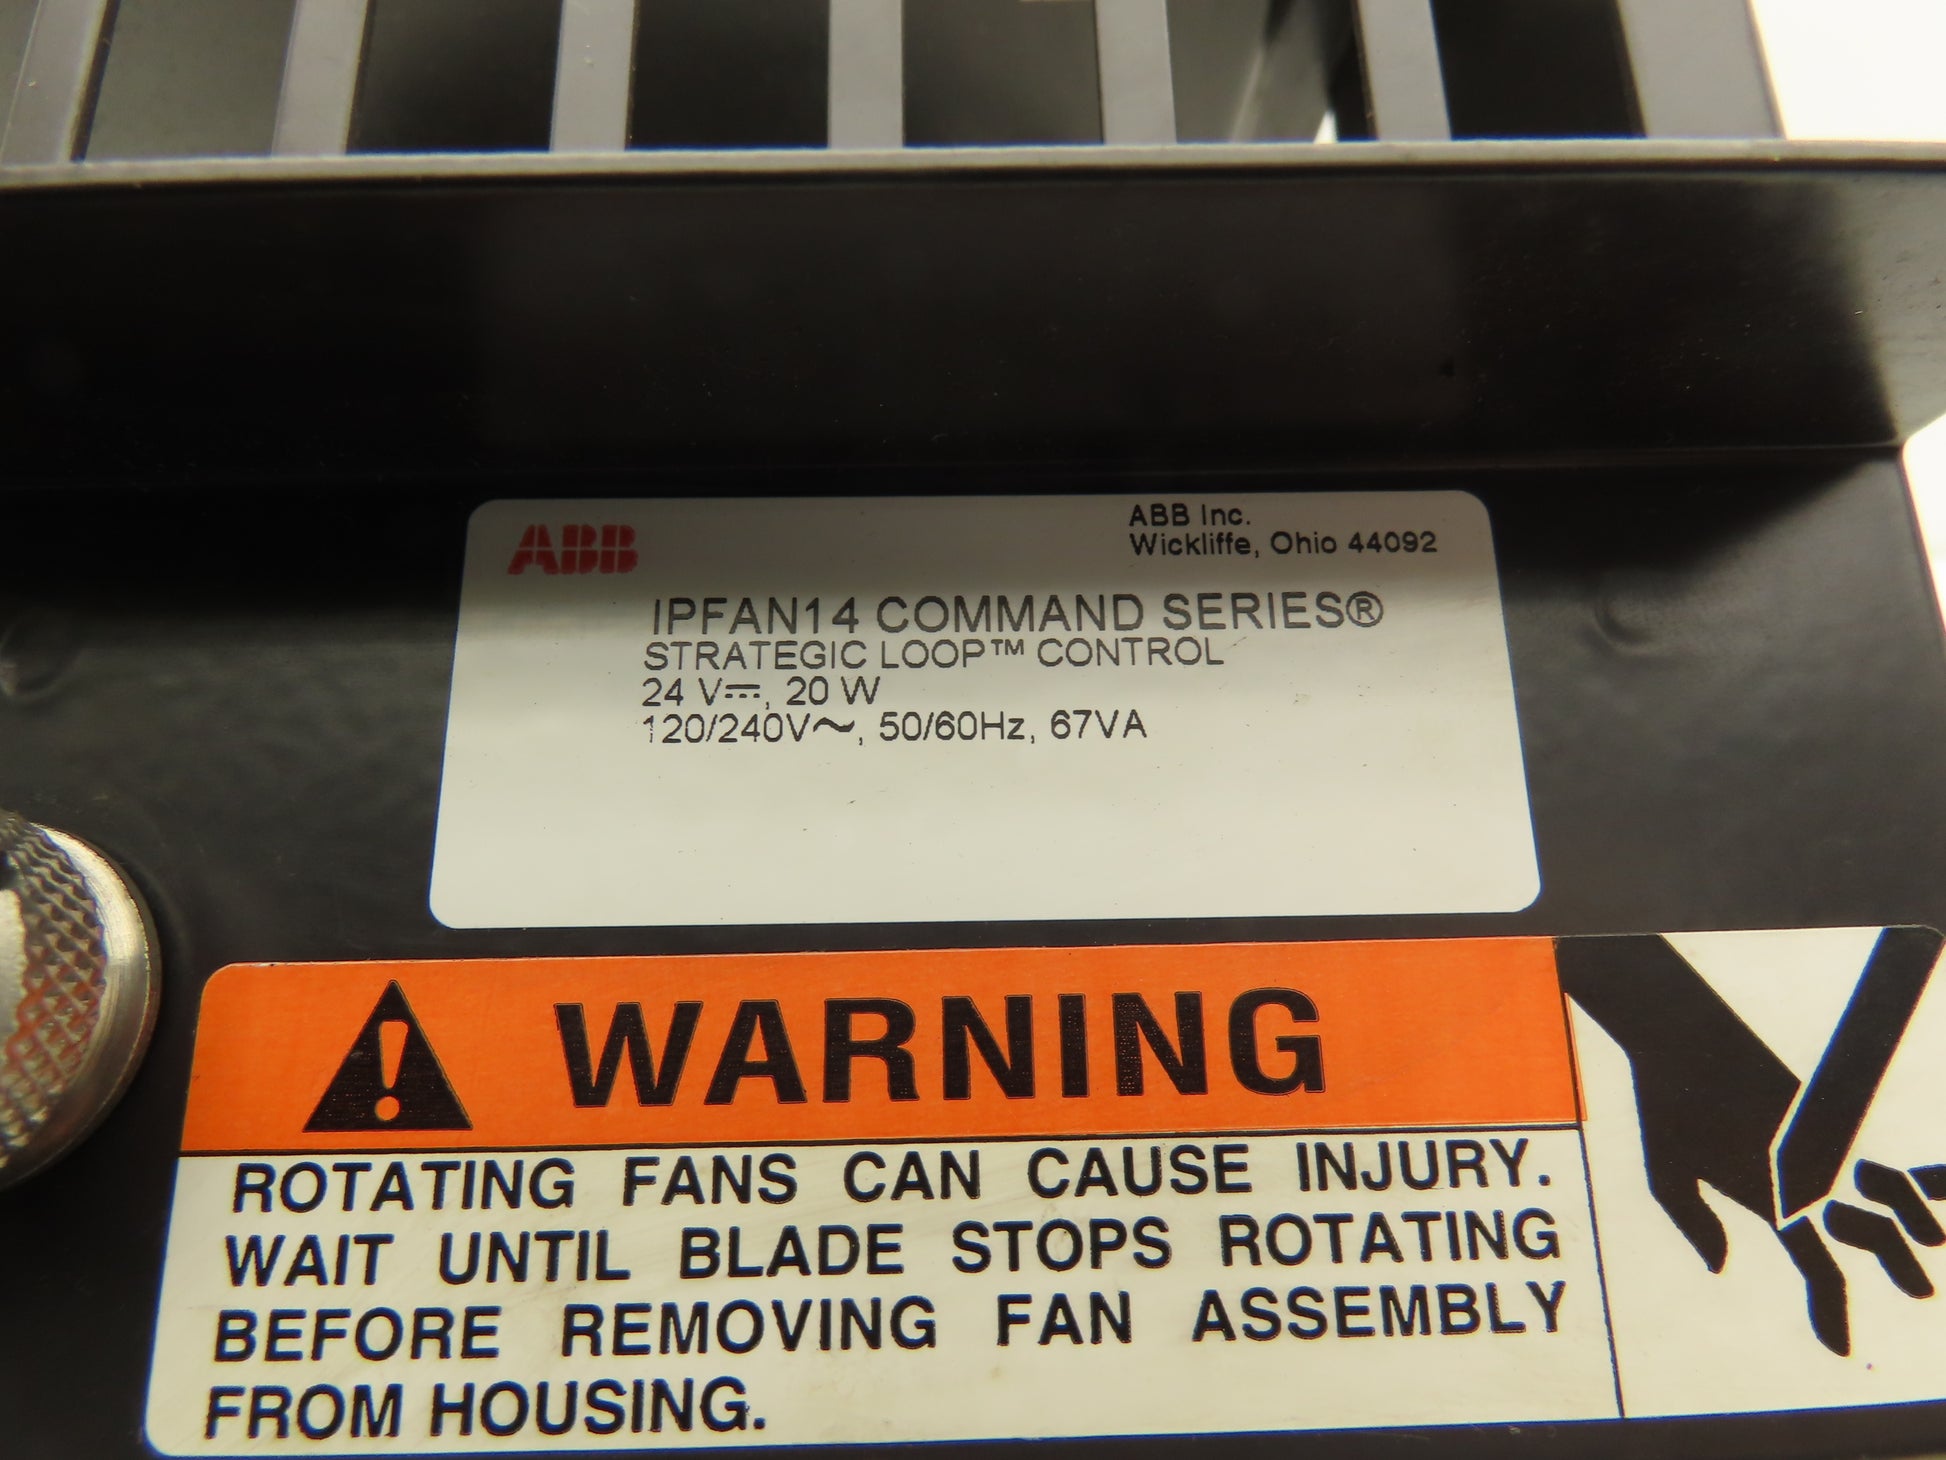 ABB
ABB Inc.
Wickliffe, Ohio 44092
IPFAN14 COMMAND SERIES®
STRATEGIC LOOP™ CONTROL
24 V⎓, 20 W
120/240V~, 50/60Hz, 67VA
WARNING
ROTATING FANS CAN CAUSE INJURY.
WAIT UNTIL BLADE STOPS ROTATING
BEFORE REMOVING FAN ASSEMBLY
FROM HOUSING.